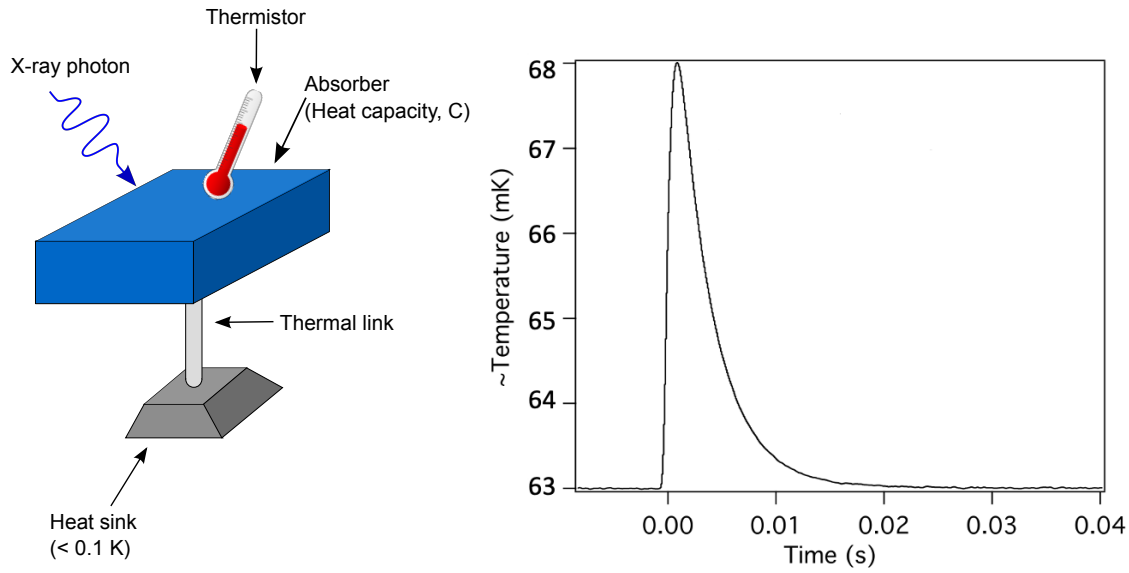 Thermistor
X-ray photon
Absorber
(Heat capacity, C)
Thermal link
Heat sink
(< 0.1 K)
~Temperature (mK)
68
67
66
65
64
63
0.00 0.01 0.02 0.03 0.04
Time (s)